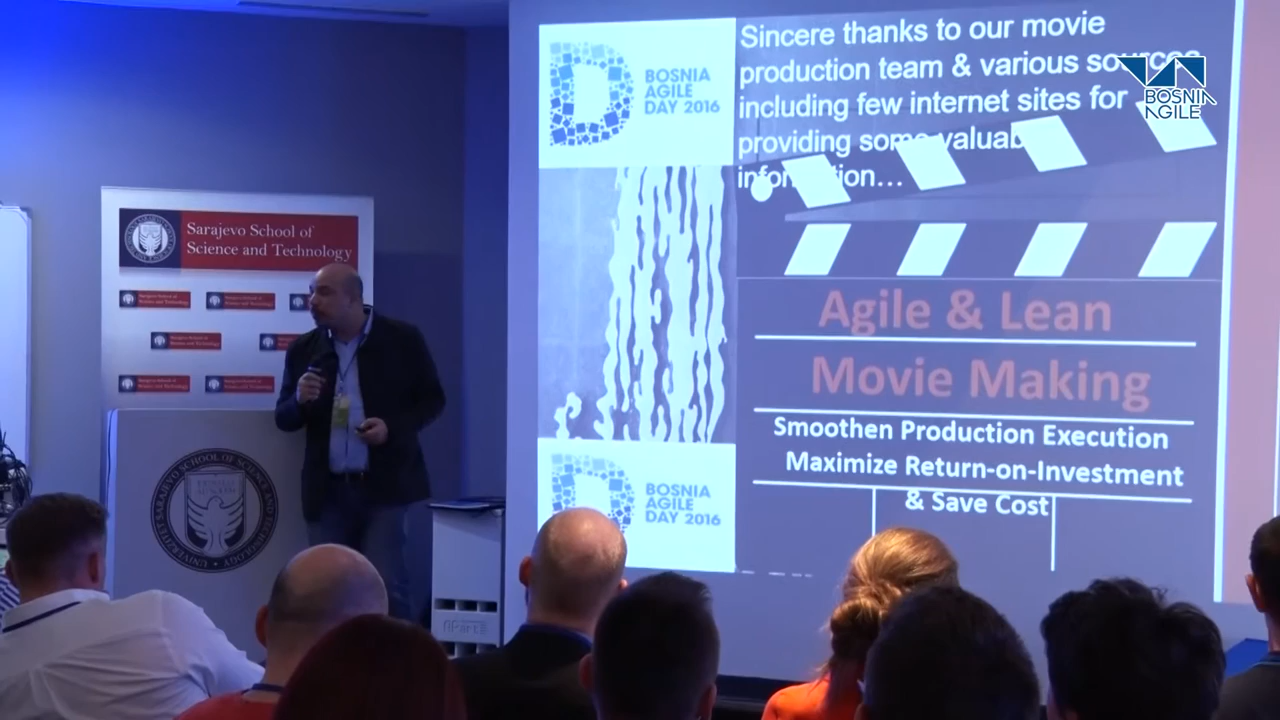 Sincere thanks to our movie
production team & various sources
including few internet sites for
providing some valuab
BOSNIA
AGILE
DAY 2016
BOSNIA
AGILE
Sarajevo School of
Science and Technology
Agile & Lean
Movie Making
Smoothen Production Execution
Maximize Return-on-Investment
& Save Cost
BOSNIA
AGILE
DAY 2016